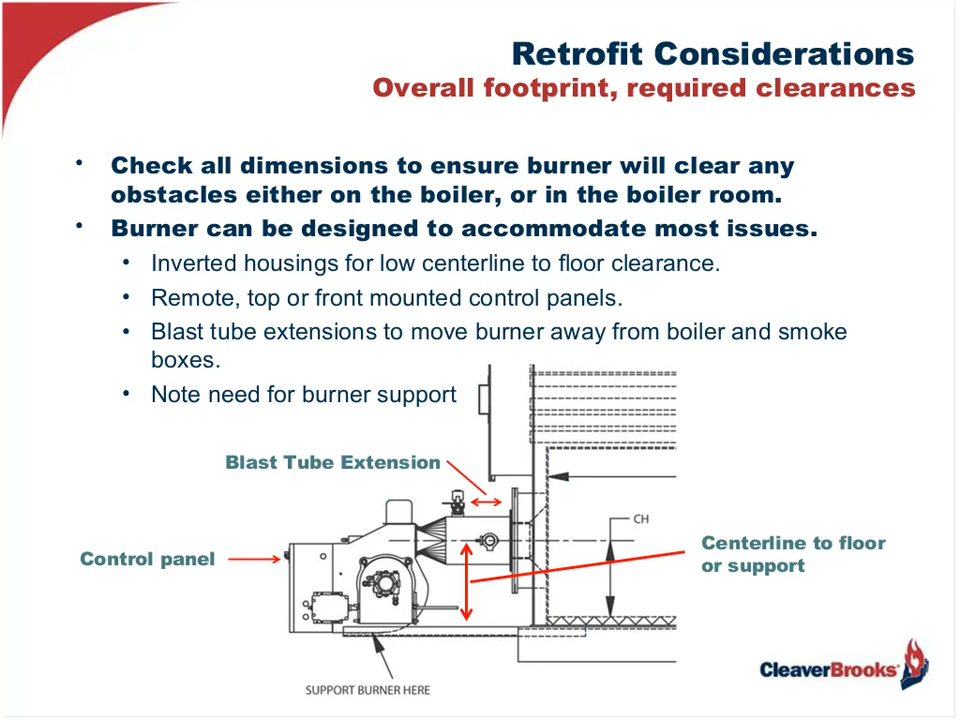 Retrofit Considerations
Overall footprint, required clearances
• Check all dimensions to ensure burner will clear any
obstacles either on the boiler, or in the boiler room.
• Burner can be designed to accommodate most issues.
• Inverted housings for low centerline to floor clearance.
• Remote, top or front mounted control panels.
• Blast tube extensions to move burner away from boiler and smoke
boxes.
• Note need for burner support
Blast Tube Extension
CH
Control panel
Centerline to floor
or support
SUPPORT BURNER HERE
CleaverBrooks